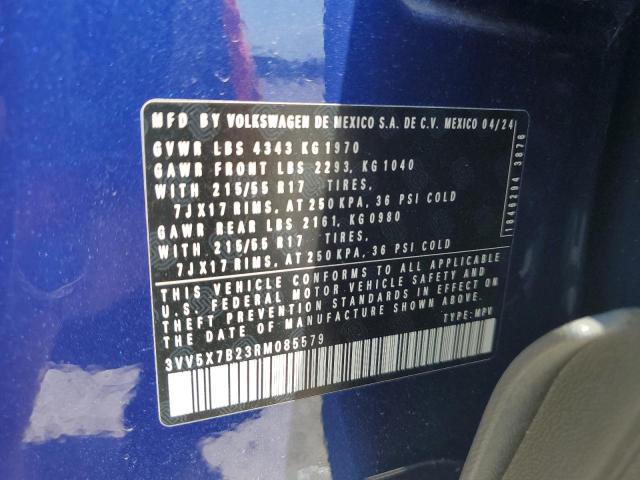 MFD BY VOLKSWAGEN DE MEXICO S.A. DE C.V. MEXICO 04/24
GVWR LBS 4343 KG 1970
GAWR FRONT LBS 2293, KG 1040
WITH 215/55 R17 TIRES,
7JX17 RIMS, AT 250 KPA, 36 PSI COLD
GAWR REAR LBS 2161, KG 0980
WITH 215/55 R17 TIRES,
7JX17 RIMS, AT 250 KPA, 36 PSI COLD
THIS VEHICLE CONFORMS TO ALL APPLICABLE
U.S. FEDERAL MOTOR VEHICLE SAFETY AND
THEFT PREVENTION STANDARDS IN EFFECT ON
THE DATE OF MANUFACTURE SHOWN ABOVE.
3VV5X7B23RM085579 TYPE: MPV